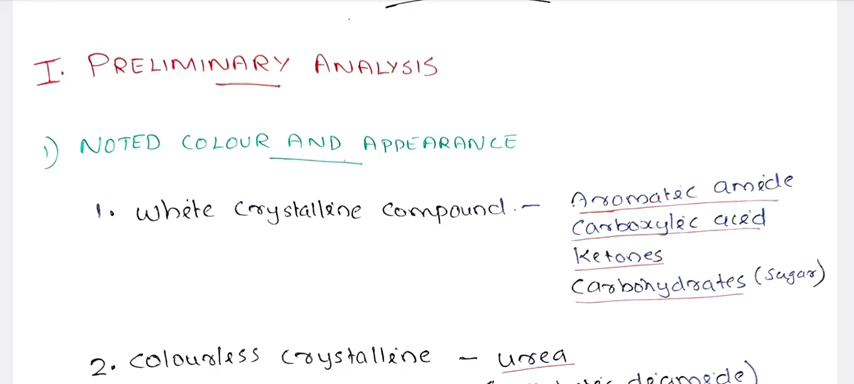 I. PRELIMINARY ANALYSIS
1) NOTED COLOUR AND APPEARANCE
1. White crystalline compound. - Aromatic amide
Carboxylic acid
Ketones
Carbohydrates (sugar)
2. Colourless crystalline - urea
diamide)